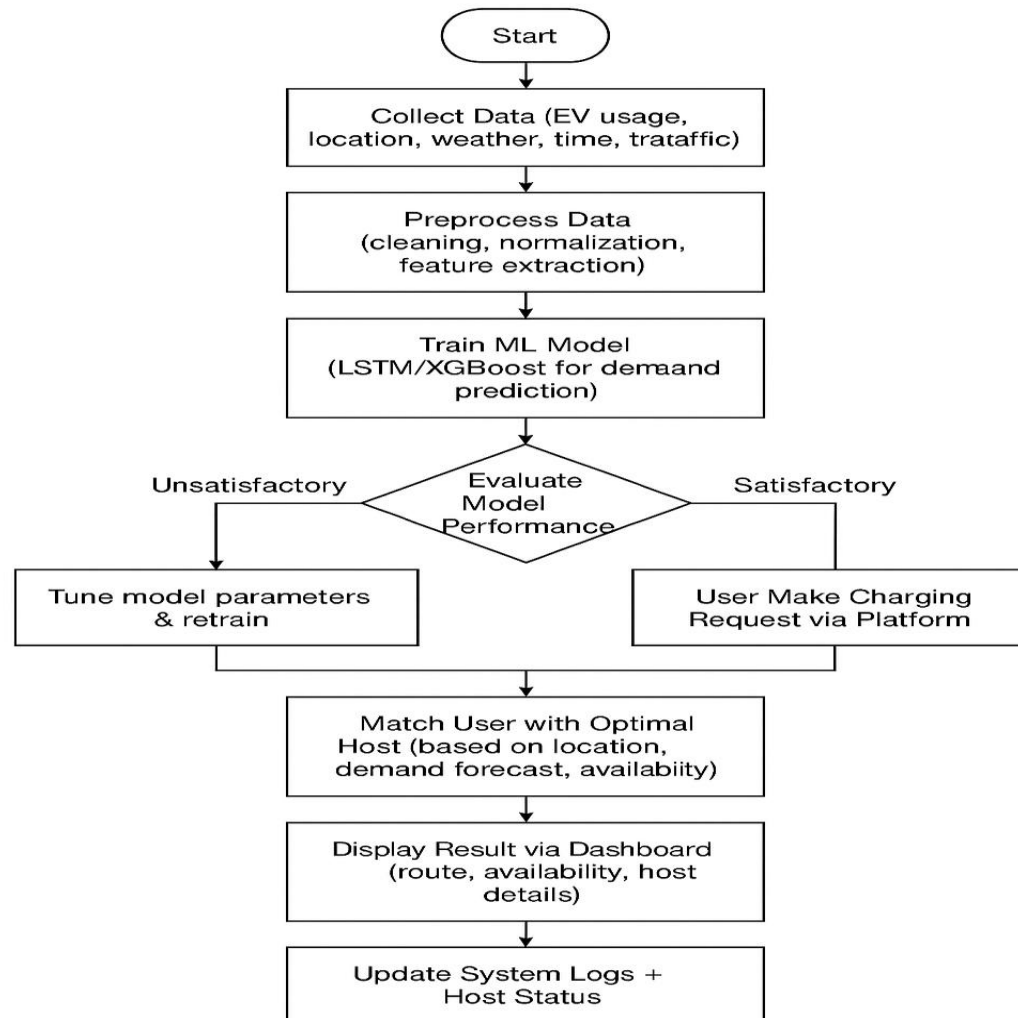 Start
Collect Data (EV usage,
location, weather, time, trataffic)
Preprocess Data
(cleaning, normalization,
feature extraction)
Train ML Model
(LSTM/XGBoost for demaand
prediction)
Evaluate
Model
Performance
Unsatisfactory
Satisfactory
Tune model parameters
& retrain
User Make Charging
Request via Platform
Match User with Optimal
Host (based on location,
demand forecast, availabiity)
Display Result via Dashboard
(route, availability, host
details)
Update System Logs +
Host Status